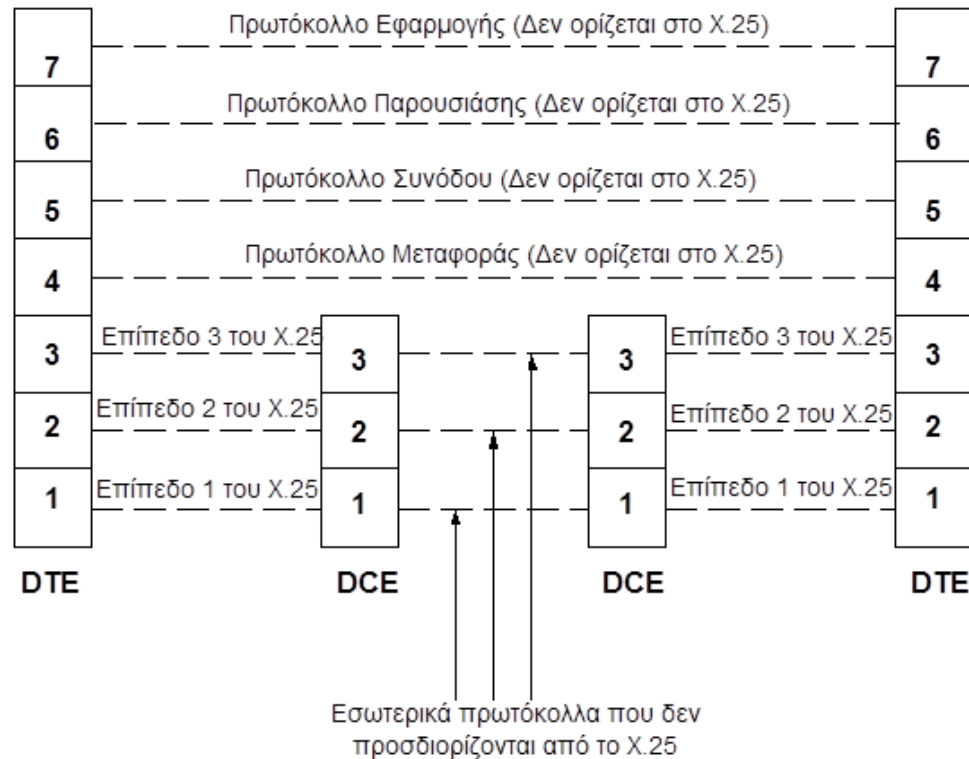 Πρωτόκολλο Εφαρμογής (Δεν ορίζεται στο X.25)
7 7
Πρωτόκολλο Παρουσιάσης (Δεν ορίζεται στο X.25)
6 6
Πρωτόκολλο Συνόδου (Δεν ορίζεται στο X.25)
5 5
Πρωτόκολλο Μεταφοράς (Δεν ορίζεται στο X.25)
4 4
Επίπεδο 3 του X.25 Επίπεδο 3 του X.25
3 3 3 3
Επίπεδο 2 του X.25 Επίπεδο 2 του X.25
2 2 2 2
Επίπεδο 1 του X.25 Επίπεδο 1 του X.25
1 1 1 1
DTE DCE DCE DTE
Εσωτερικά πρωτόκολλα που δεν
προσδιορίζονται από το X.25